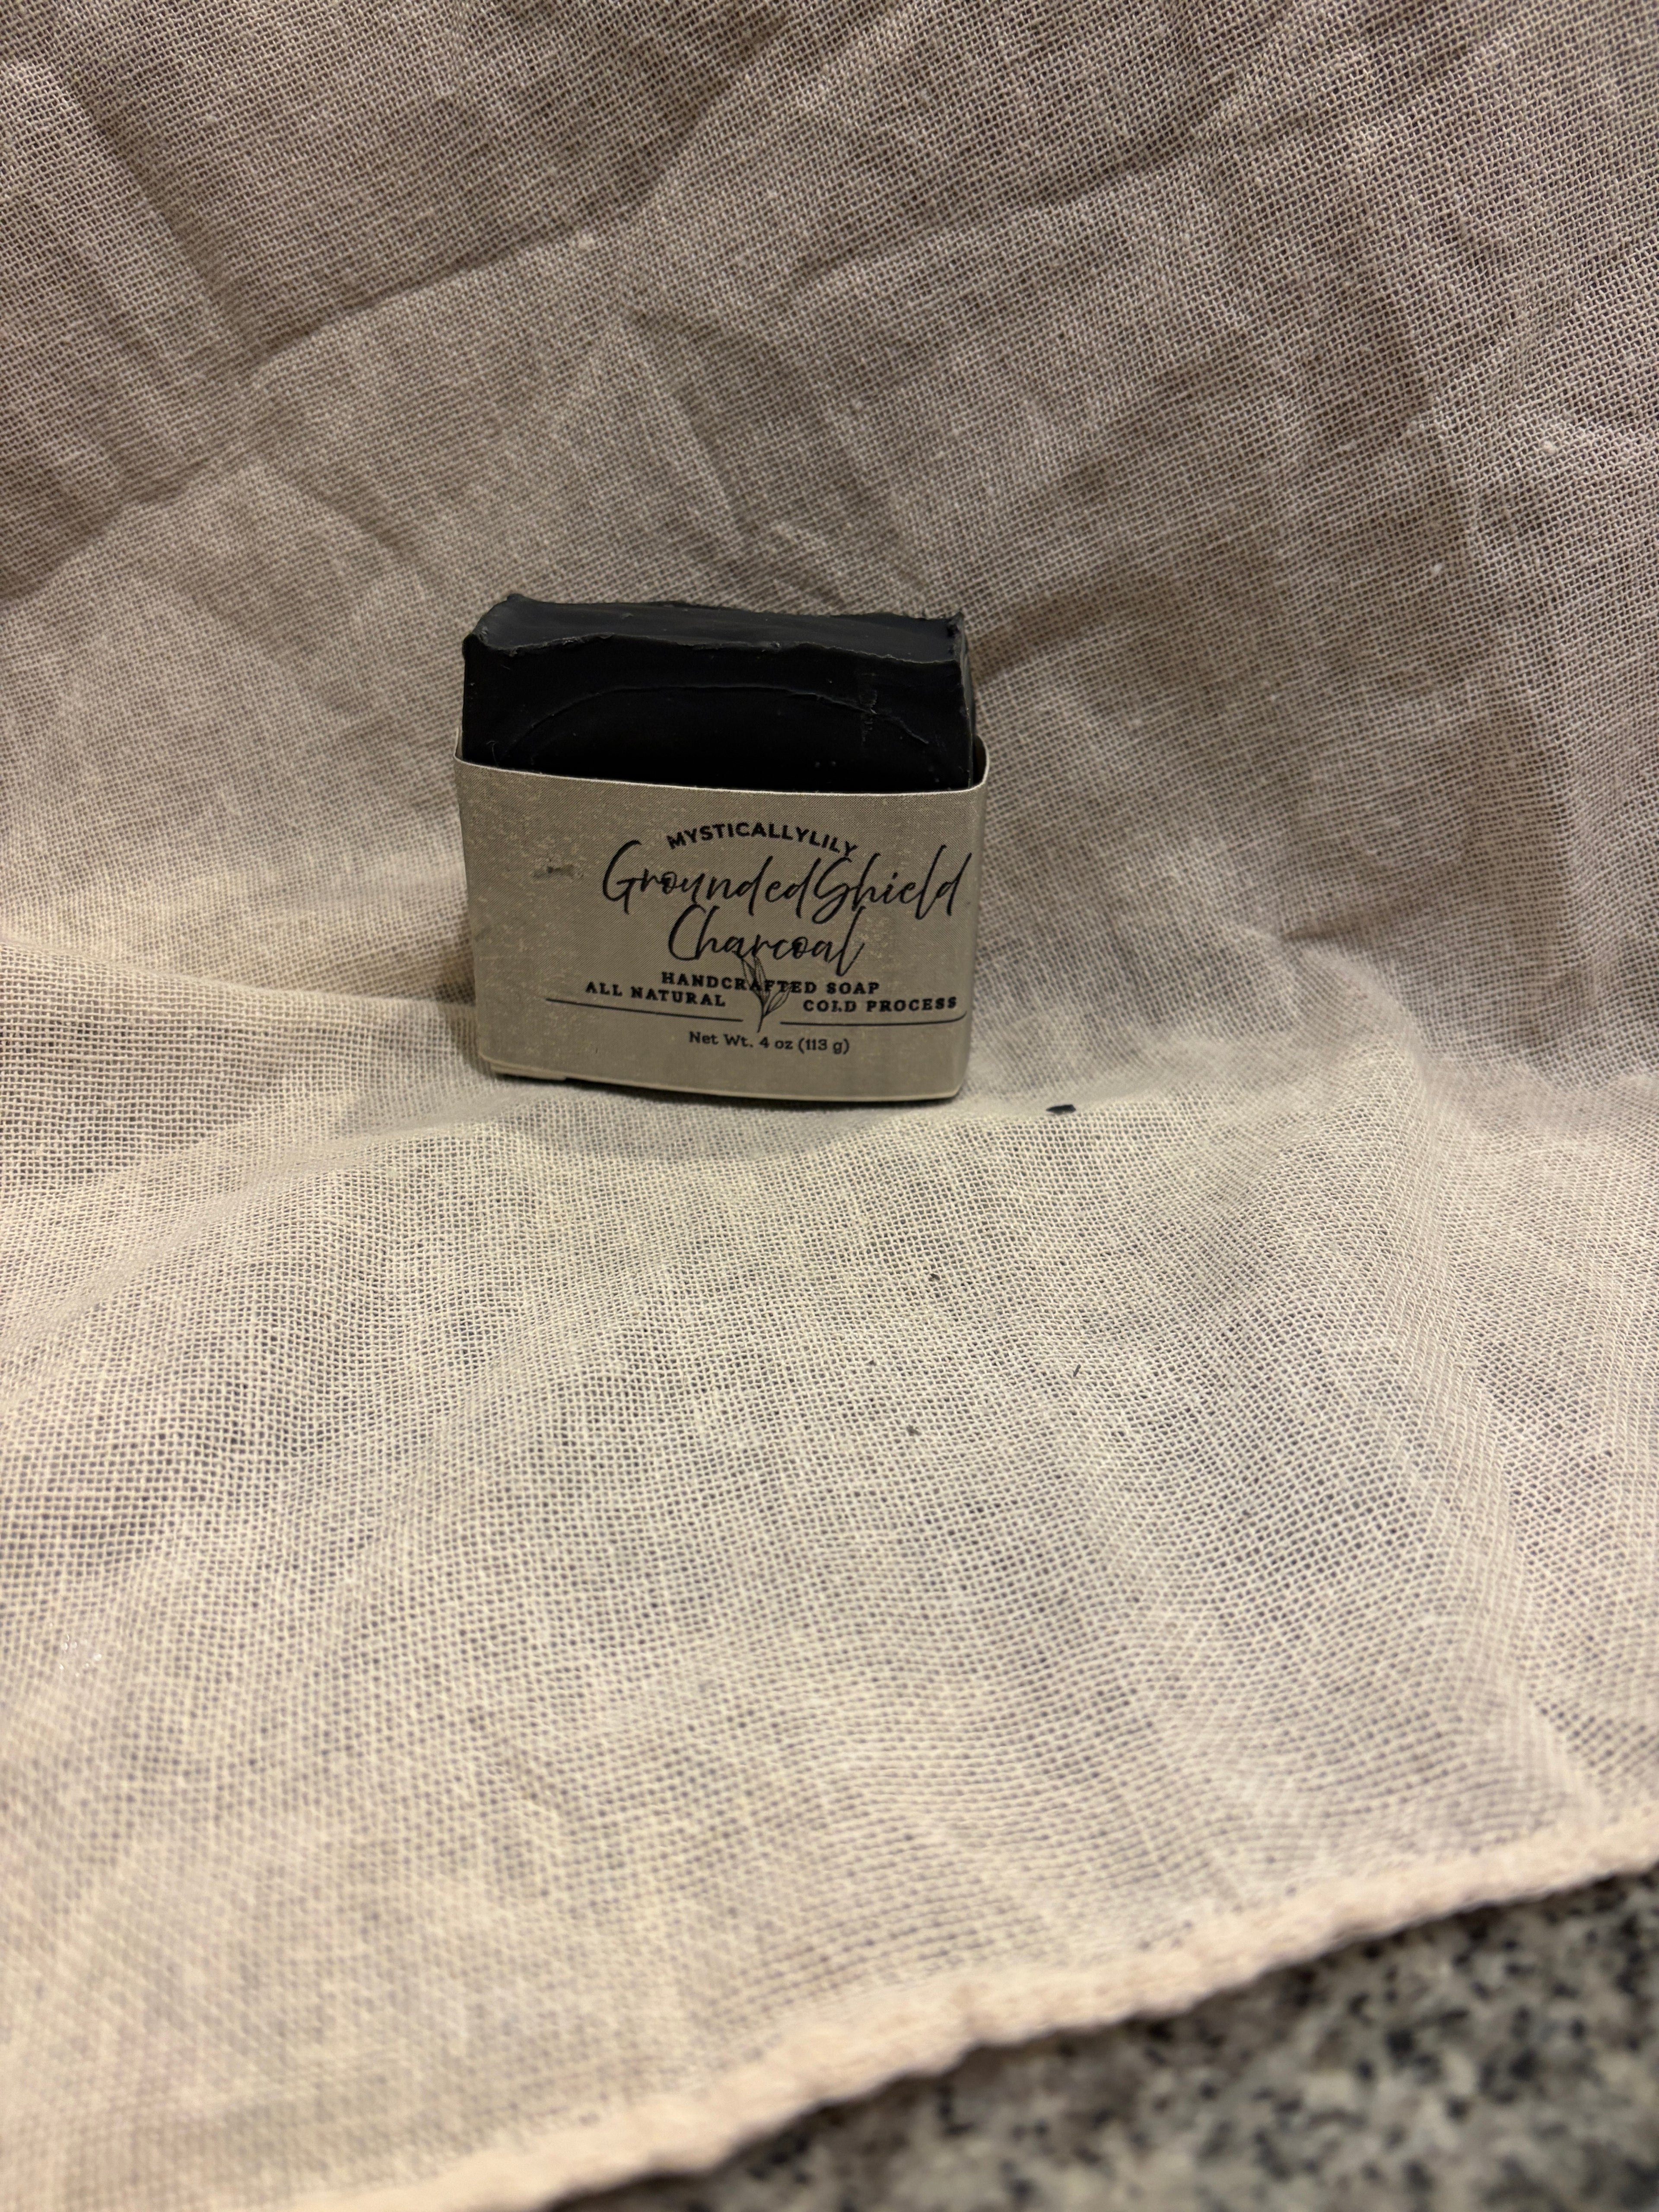 MYSTICALLYLILY
GroundedShield
Charcoal
HANDCRAFTED SOAP
ALL NATURAL COLD PROCESS
Net Wt. 4 oz (113 g)